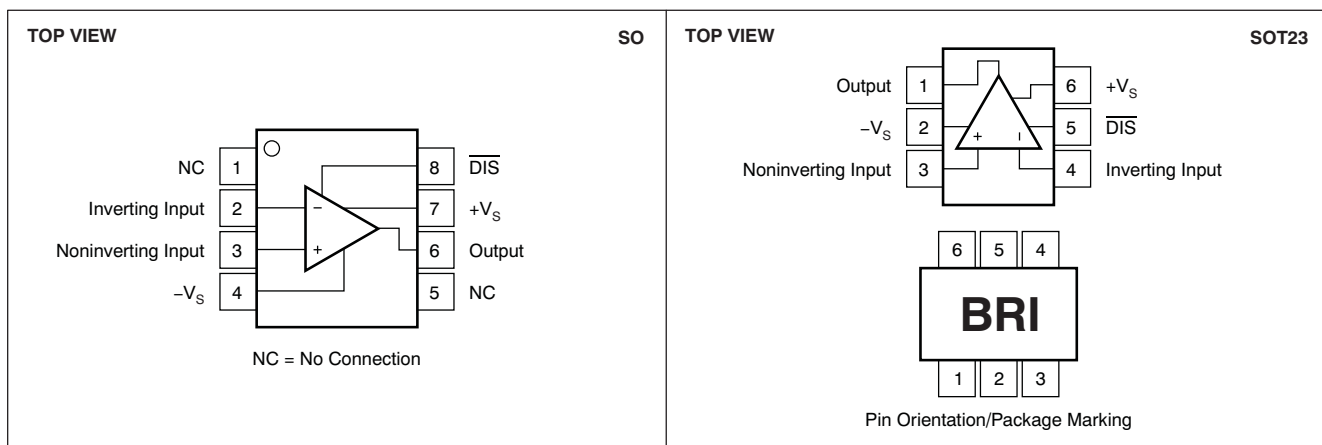 TOP VIEW
SO
NC 1
8 D̅I̅S̅
Inverting Input 2
−
7 +VS
Noninverting Input 3
+
6 Output
−VS 4
5 NC
NC = No Connection
TOP VIEW
SOT23
Output 1
6 +VS
−VS 2
5 D̅I̅S̅
+ −
Noninverting Input 3
4 Inverting Input
6 5 4
BRI
1 2 3
Pin Orientation/Package Marking